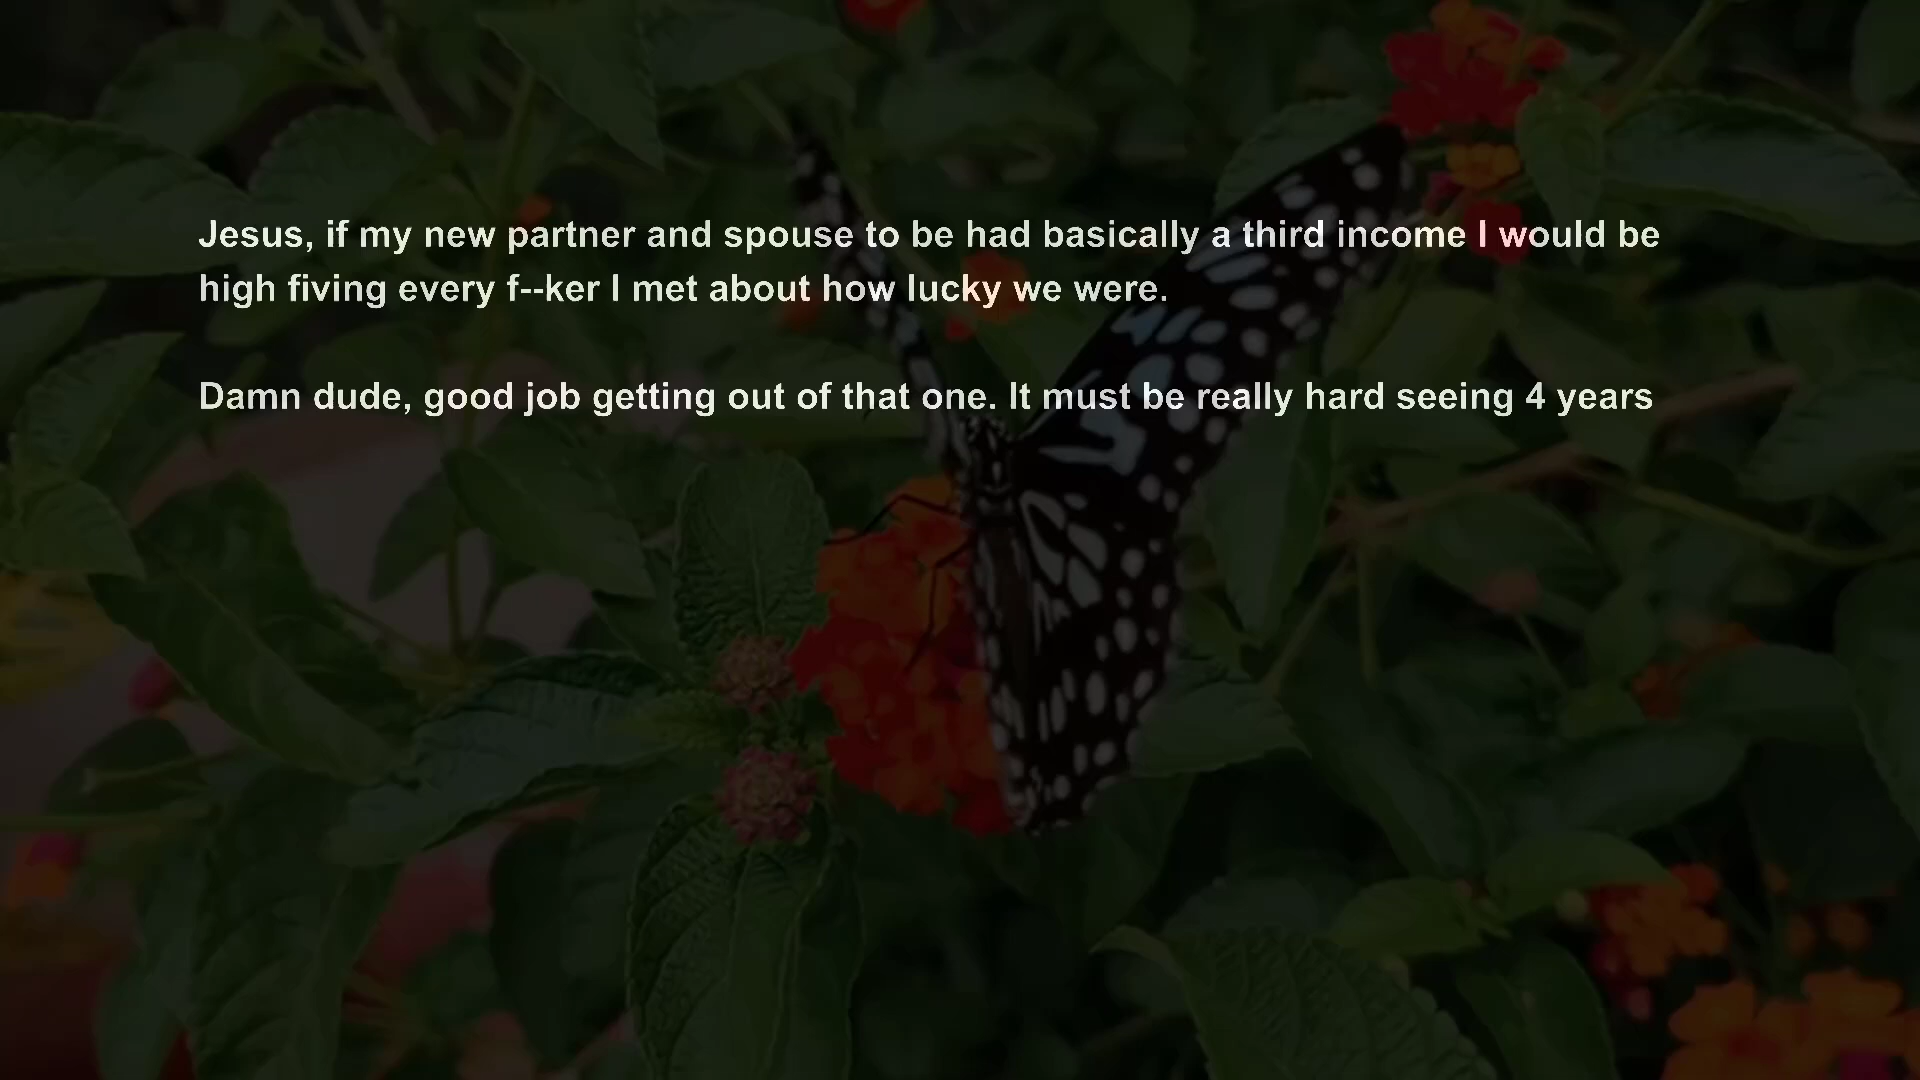 Jesus, if my new partner and spouse to be had basically a third income I would be
high fiving every f--ker I met about how lucky we were.
Damn dude, good job getting out of that one. It must be really hard seeing 4 years